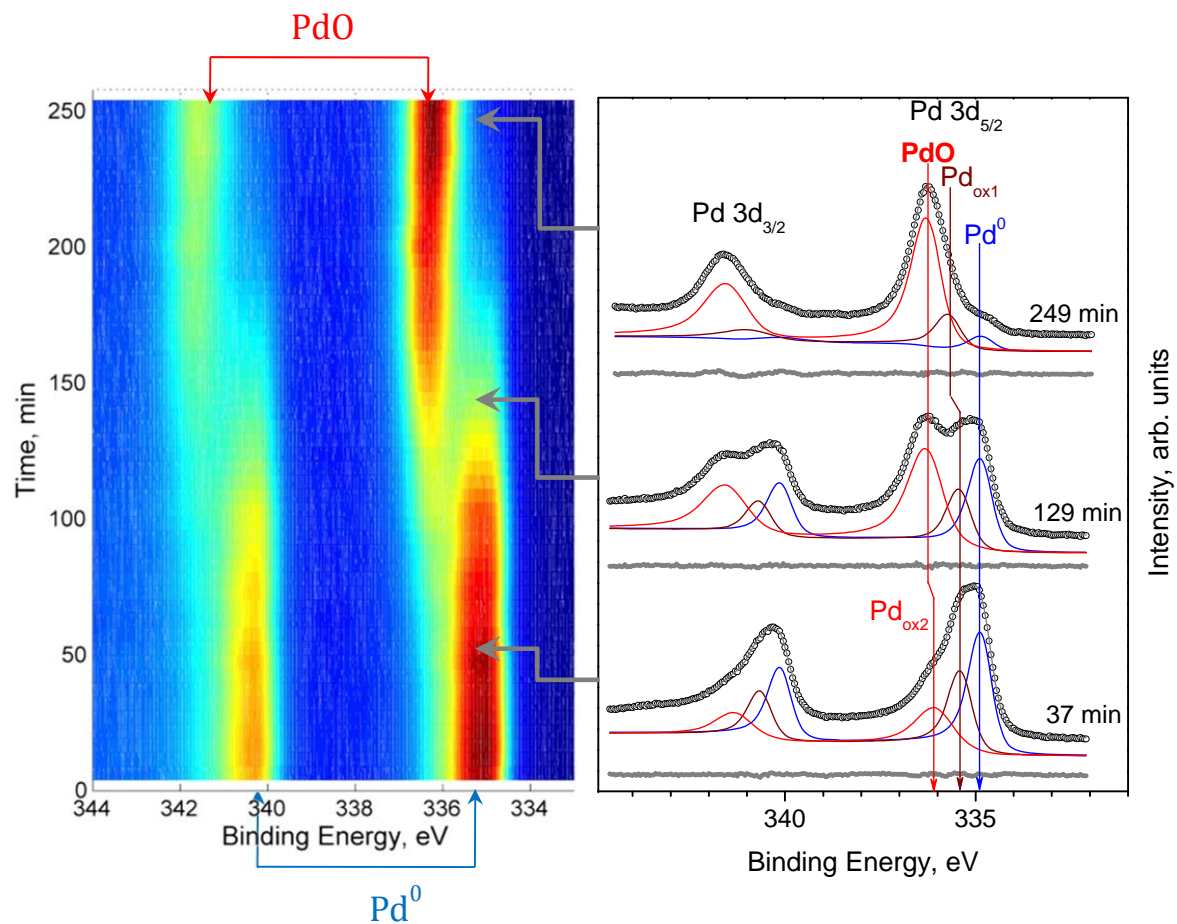 PdO
250
200
150
100
50
0
Time, min
344
342
340
338
336
334
Binding Energy, eV
Pd⁰
Pd 3d₅/₂
PdO
Pdₒₓ₁
Pd 3d₃/₂
Pd⁰
249 min
129 min
Pdₒₓ₂
37 min
340
335
Binding Energy, eV
Intensity, arb. units